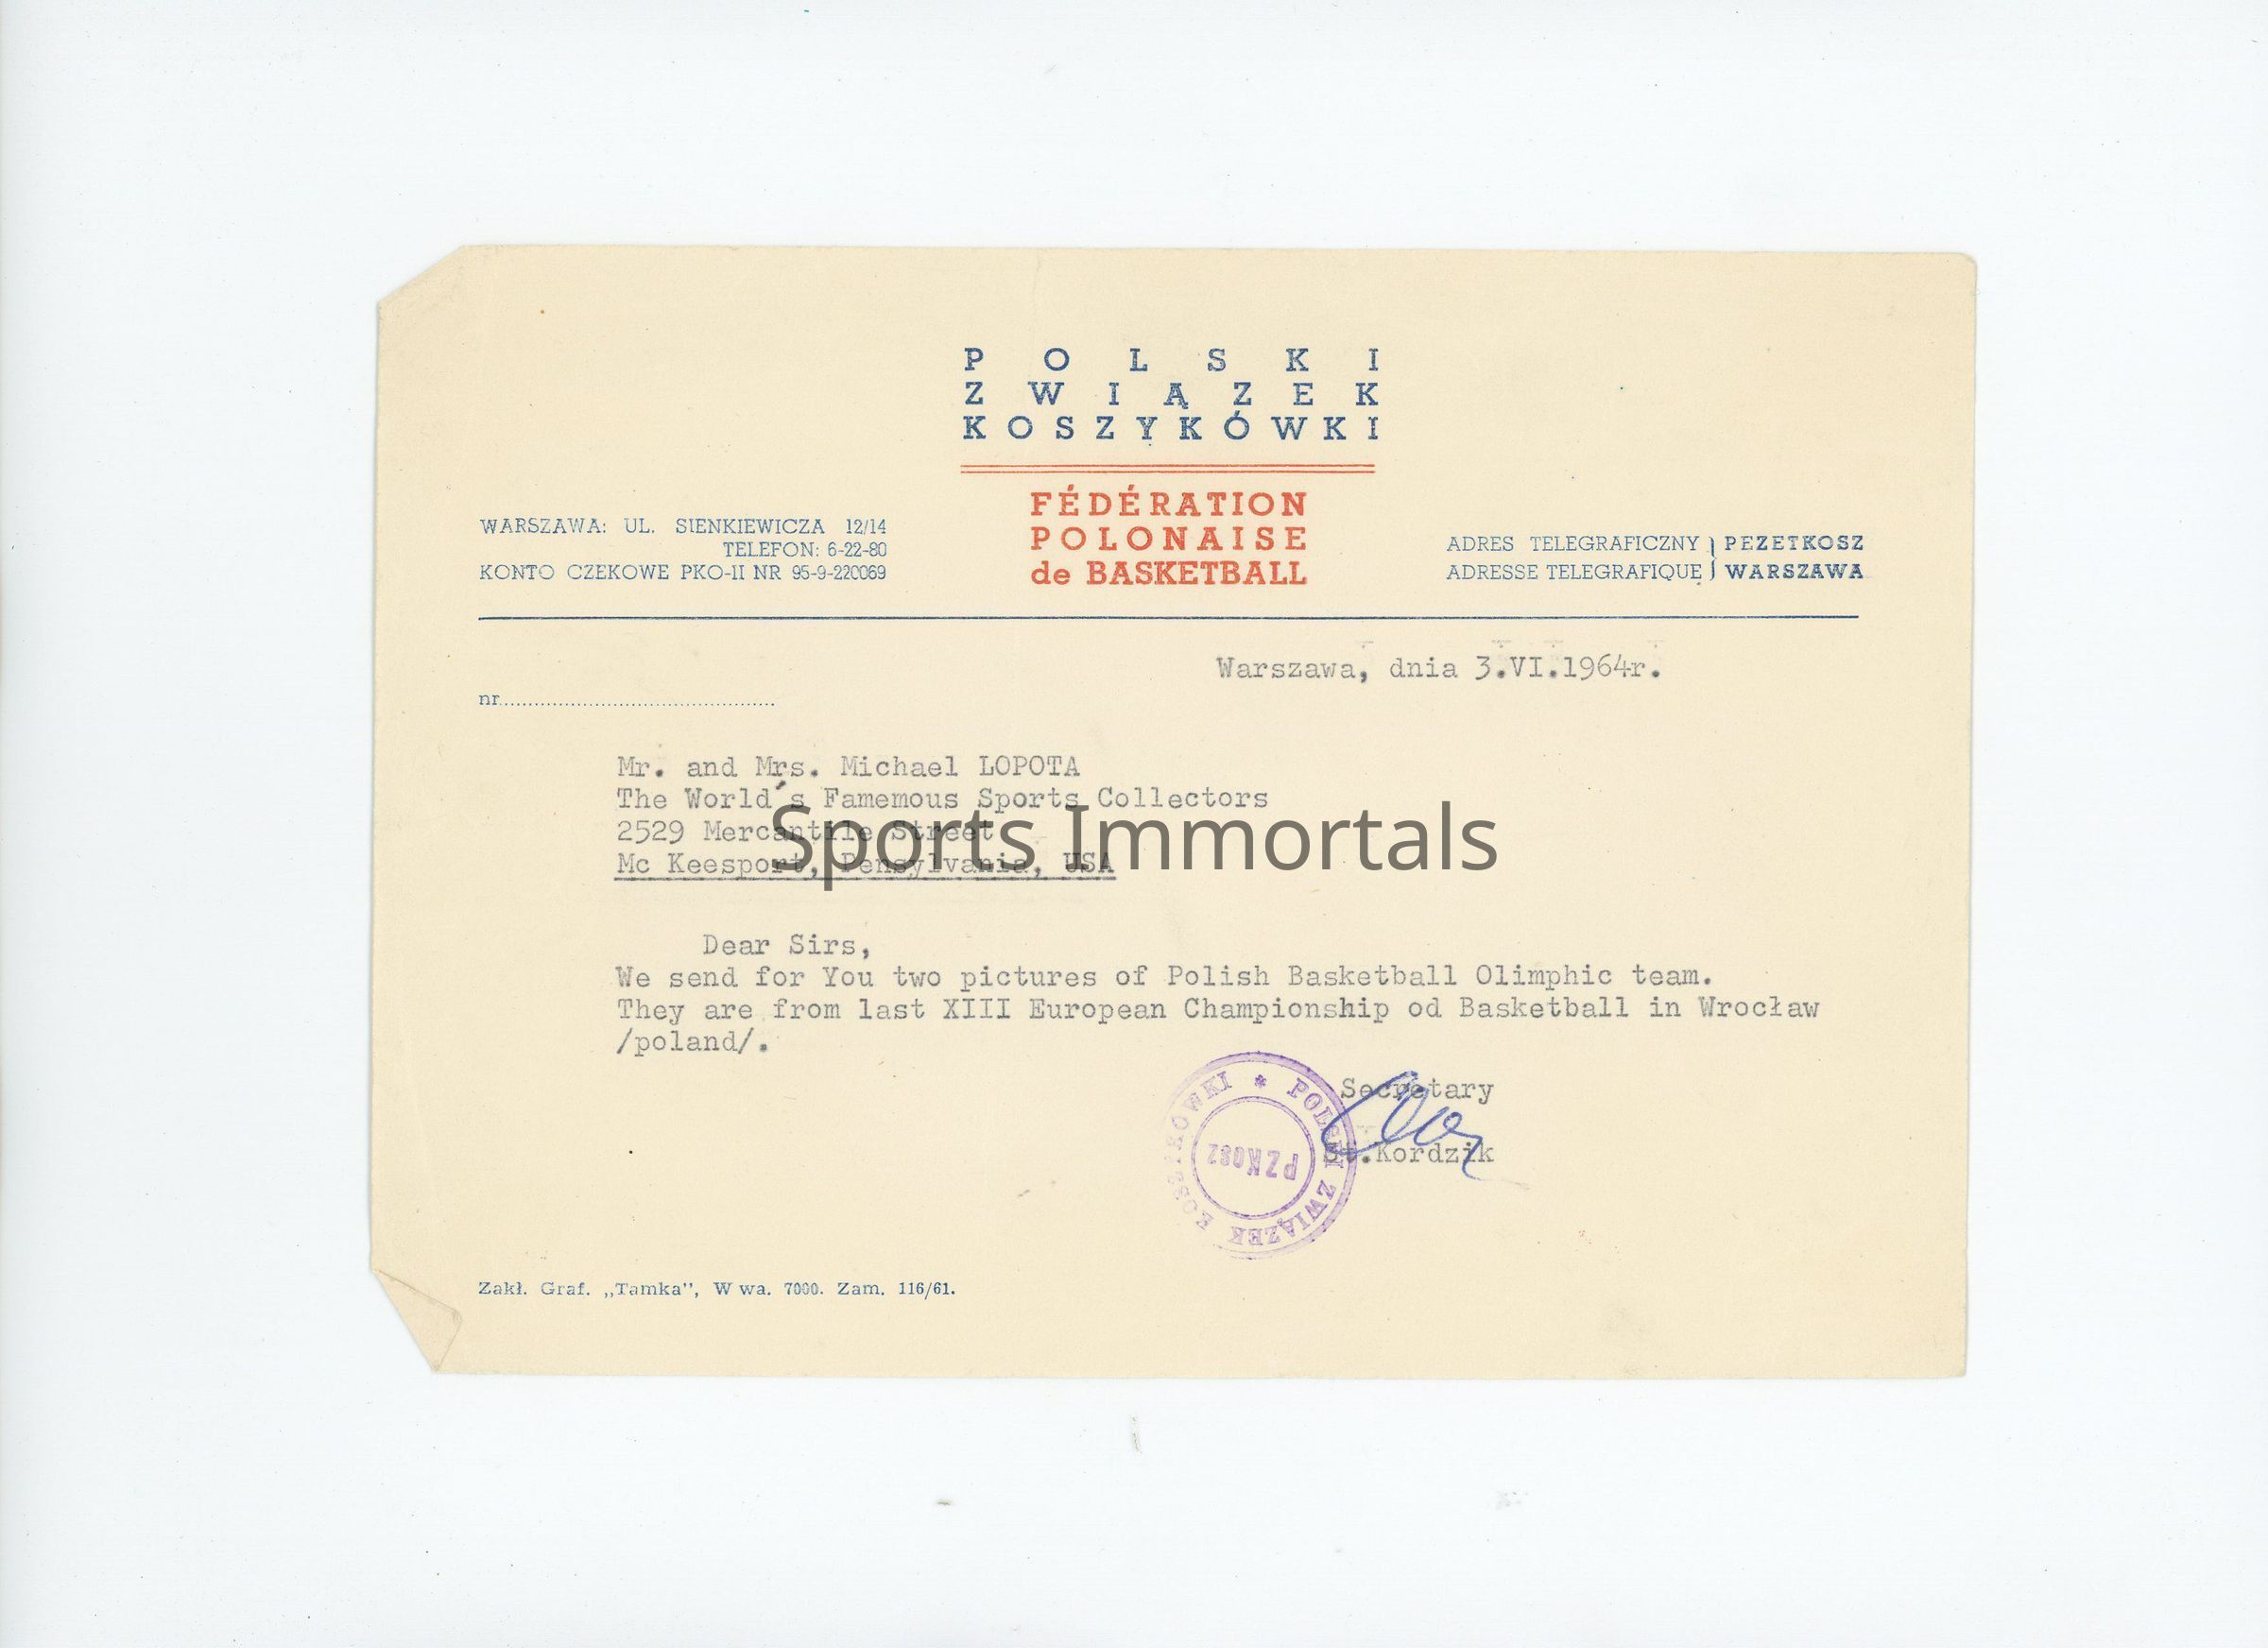 POLSKI
ZWIĄZEK
KOSZYKÓWKI
FÉDÉRATION
POLONAISE
de BASKETBALL
WARSZAWA: UL. SIENKIEWICZA 12/14
TELEFON: 6-22-80
KONTO CZEKOWE PKO-II NR 95-9-220069
ADRES TELEGRAFICZNY } PEZETKOSZ
ADRESSE TELEGRAFIQUE } WARSZAWA
Warszawa, dnia 3.VI.1964r.
nr
Mr. and Mrs. Michael LOPOTA
The World´s Famemous Sports Collectors
2529 Mercantile Street
Mc Keesport, Pensylvania, USA
Sports Immortals
Dear Sirs,
We send for You two pictures of Polish Basketball Olimphic team.
They are from last XIII European Championship od Basketball in Wrocław
/poland/.
Secretary
St.Kordzik
POLSKI ZWIĄZEK KOSZYKÓWKI *
PZKosz
Zakł. Graf. „Tamka”, W wa. 7000. Zam. 116/61.